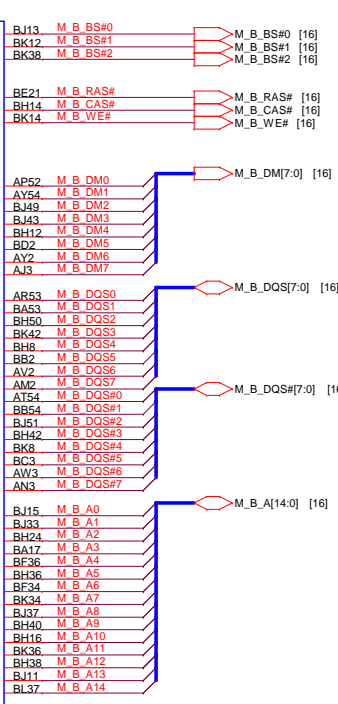 BJ13 M_B_BS#0 M_B_BS#0 [16]
BK12 M_B_BS#1 M_B_BS#1 [16]
BK38 M_B_BS#2 M_B_BS#2 [16]
BE21 M_B_RAS# M_B_RAS# [16]
BH14 M_B_CAS# M_B_CAS# [16]
BK14 M_B_WE# M_B_WE# [16]
M_B_DM[7:0] [16]
AP52 M_B_DM0
AY54 M_B_DM1
BJ49 M_B_DM2
BJ43 M_B_DM3
BH12 M_B_DM4
BD2 M_B_DM5
AY2 M_B_DM6
AJ3 M_B_DM7
M_B_DQS[7:0] [16]
AR53 M_B_DQS0
BA53 M_B_DQS1
BH50 M_B_DQS2
BK42 M_B_DQS3
BH8 M_B_DQS4
BB2 M_B_DQS5
AV2 M_B_DQS6
AM2 M_B_DQS7
M_B_DQS#[7:0] [16
AT54 M_B_DQS#0
BB54 M_B_DQS#1
BJ51 M_B_DQS#2
BH42 M_B_DQS#3
BK8 M_B_DQS#4
BC3 M_B_DQS#5
AW3 M_B_DQS#6
AN3 M_B_DQS#7
M_B_A[14:0] [16]
BJ15 M_B_A0
BJ33 M_B_A1
BH24 M_B_A2
BA17 M_B_A3
BF36 M_B_A4
BH36 M_B_A5
BF34 M_B_A6
BK34 M_B_A7
BJ37 M_B_A8
BH40 M_B_A9
BH16 M_B_A10
BK36 M_B_A11
BH38 M_B_A12
BJ11 M_B_A13
BL37 M_B_A14